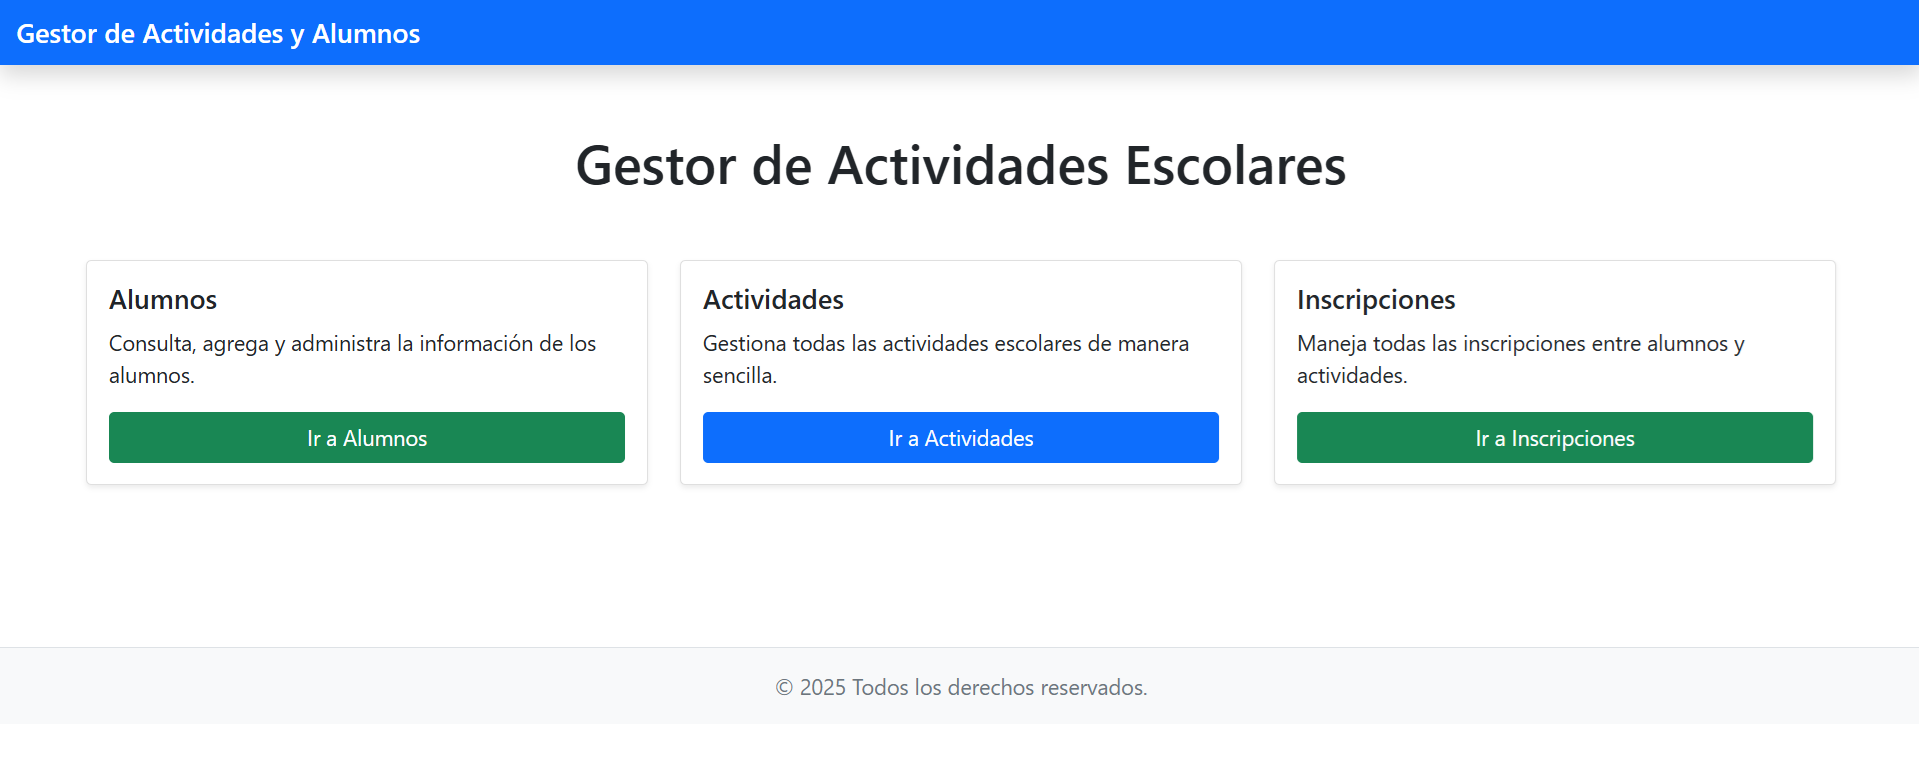 Gestor de Actividades y Alumnos
Gestor de Actividades Escolares
Alumnos
Consulta, agrega y administra la información de los
alumnos.
Ir a Alumnos
Actividades
Gestiona todas las actividades escolares de manera
sencilla.
Ir a Actividades
Inscripciones
Maneja todas las inscripciones entre alumnos y
actividades.
Ir a Inscripciones
© 2025 Todos los derechos reservados.